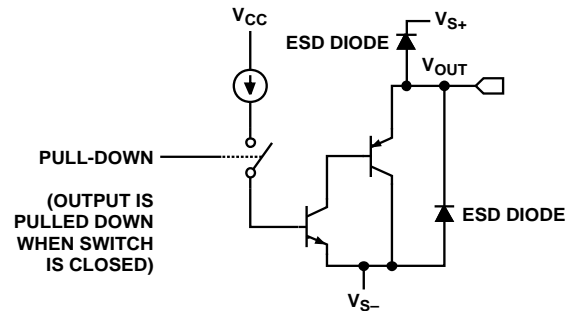 VCC
VS+
ESD DIODE
VOUT
PULL-DOWN
(OUTPUT IS
PULLED DOWN
WHEN SWITCH
IS CLOSED)
ESD DIODE
VS–